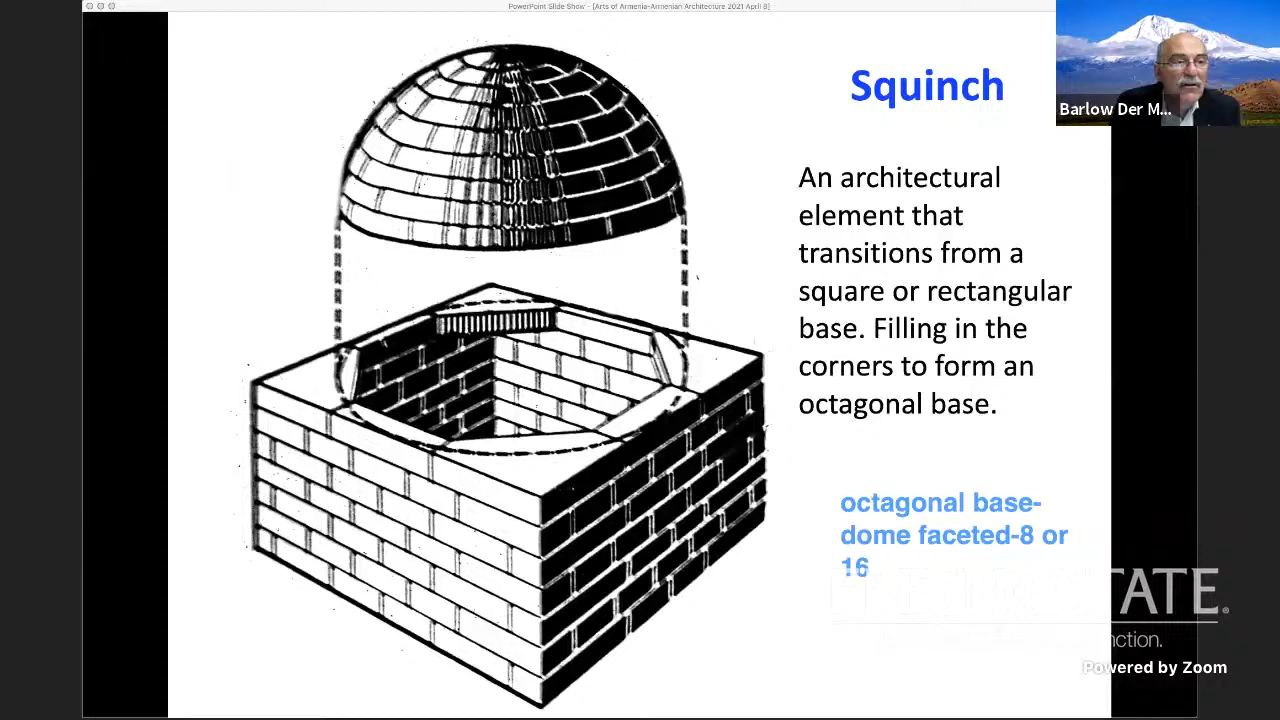 PowerPoint Slide Show - [Arts of Armenia-Armenian Architecture 2021 April 8]
Squinch
Barlow Der M...
An architectural
element that
transitions from a
square or rectangular
base. Filling in the
corners to form an
octagonal base.
octagonal base-
dome faceted-8 or
16
STATE.
Powered by Zoom